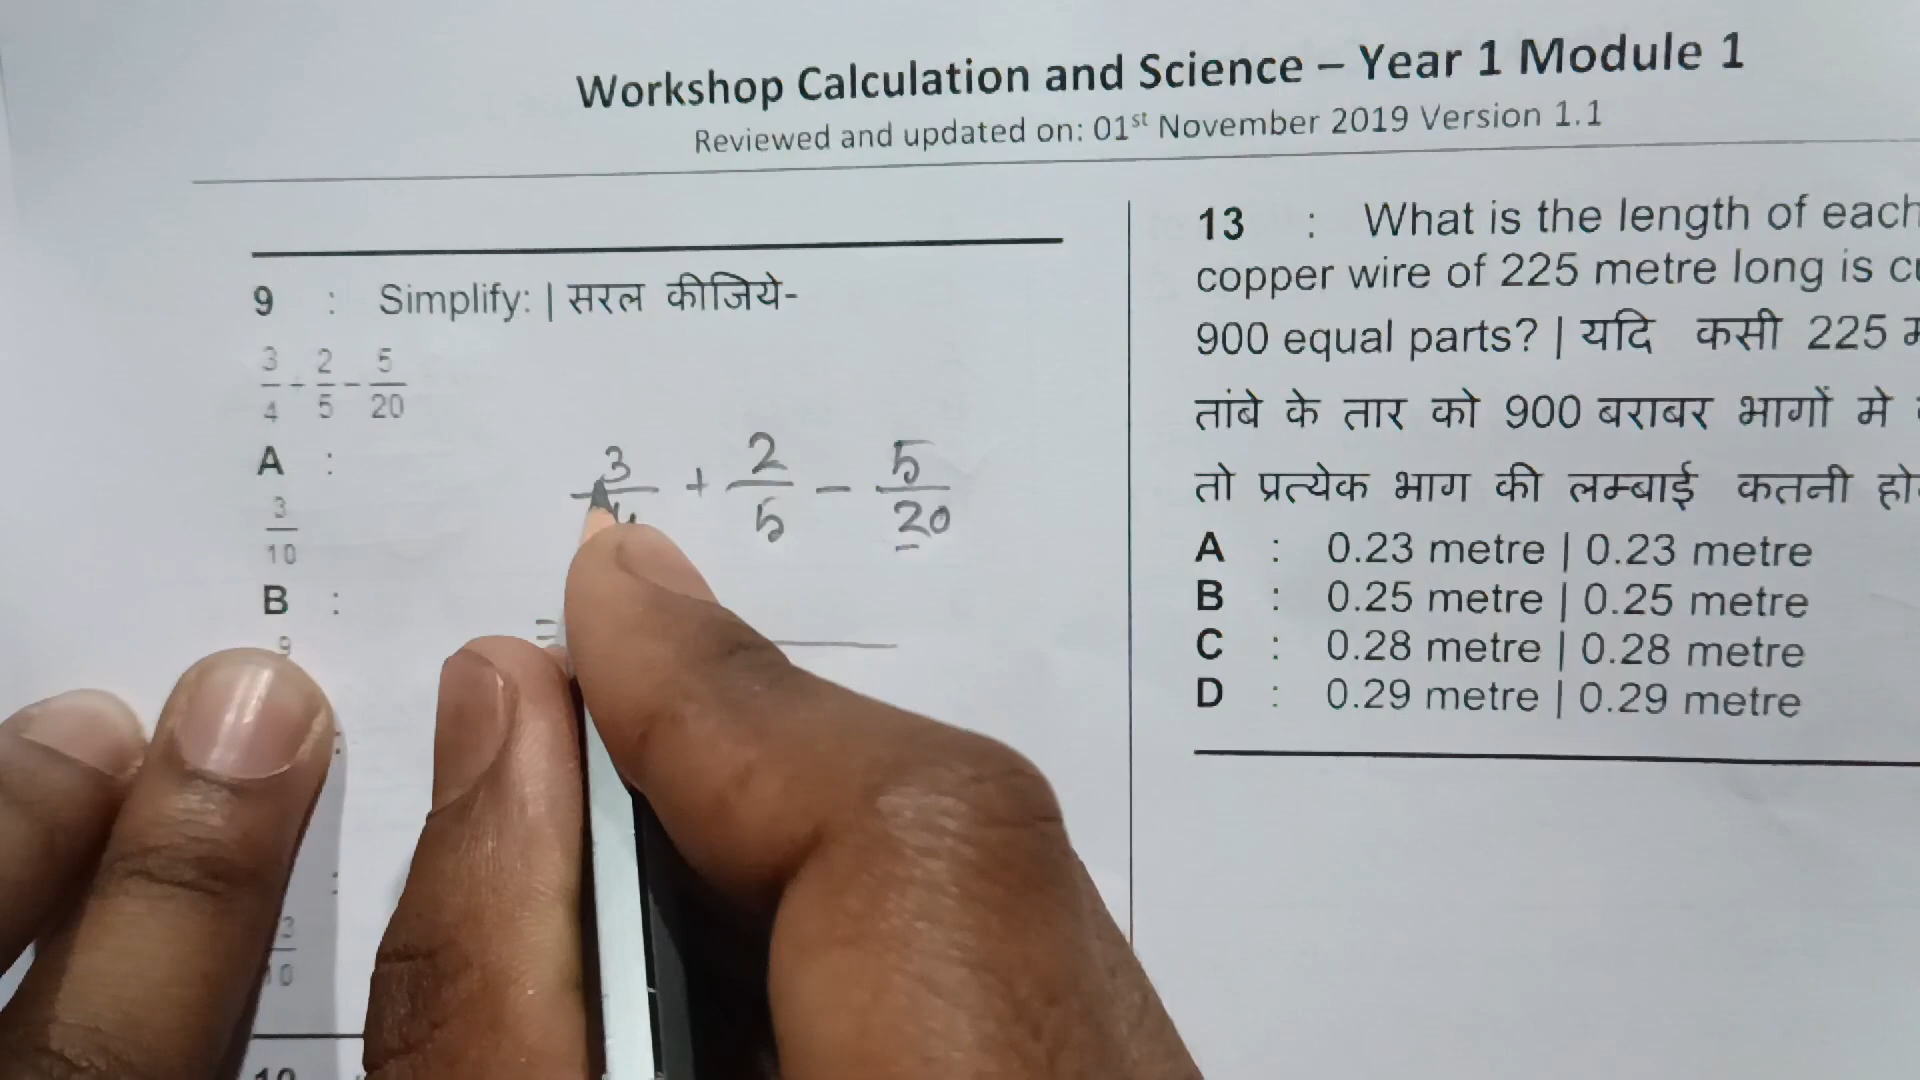 Workshop Calculation and Science – Year 1 Module 1
Reviewed and updated on: 01st November 2019 Version 1.1
9 : Simplify: | सरल कीजिये-
3/4 - 2/5 - 5/20
A :
3/10
B :
9
10
3/4 + 2/5 - 5/20
=
13 : What is the length of each
copper wire of 225 metre long is
900 equal parts? | यदि कसी 225
तांबे के तार को 900 बराबर भागों मे
तो प्रत्येक भाग की लम्बाई कतनी
A : 0.23 metre | 0.23 metre
B : 0.25 metre | 0.25 metre
C : 0.28 metre | 0.28 metre
D : 0.29 metre | 0.29 metre